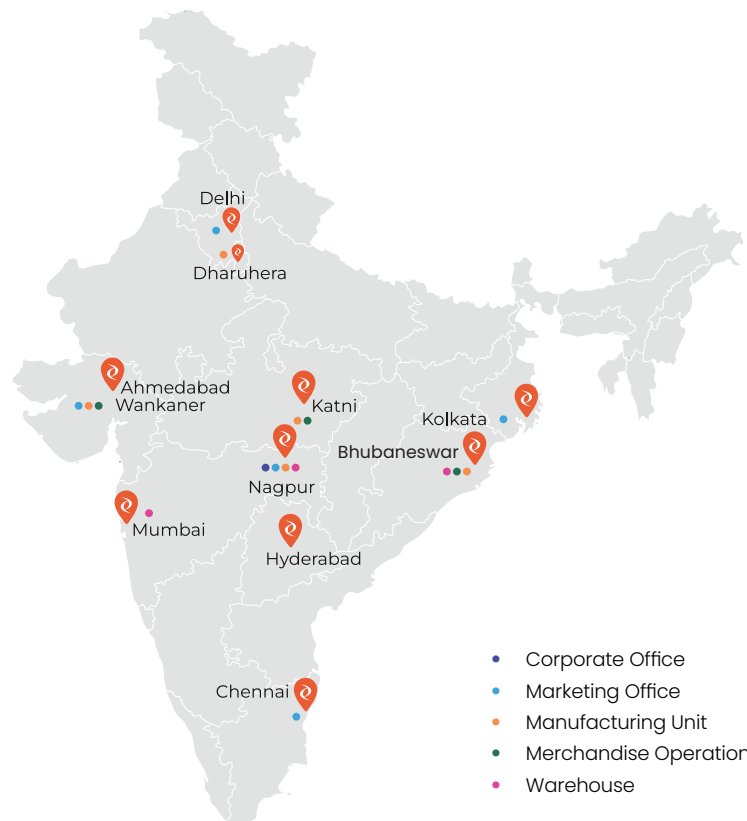 Delhi
Dharuhera
Ahmedabad
Wankaner
Katni
Kolkata
Bhubaneswar
Nagpur
Mumbai
Hyderabad
Chennai
Corporate Office
Marketing Office
Manufacturing Unit
Merchandise Operation
Warehouse